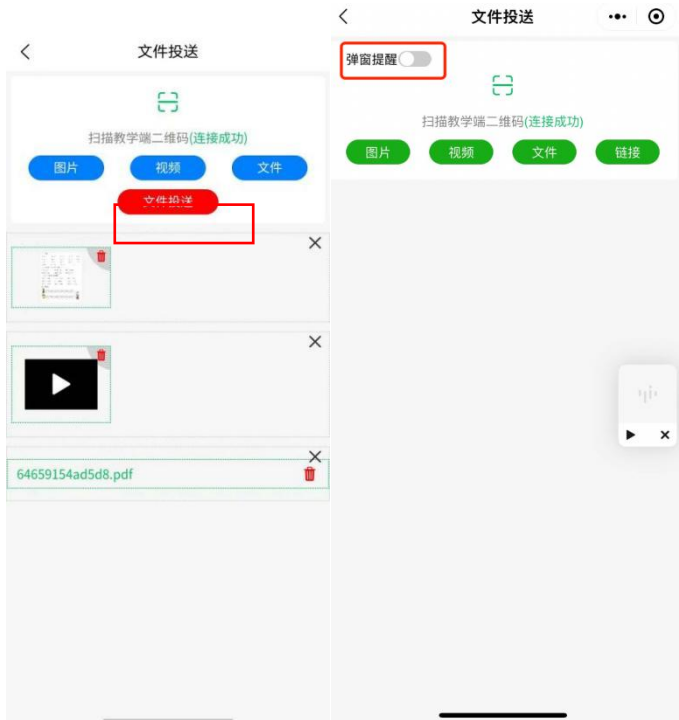 文件投送
扫描教学端二维码(连接成功)
图片 视频 文件
文件投送
64659154ad5d8.pdf
文件投送
弹窗提醒
扫描教学端二维码(连接成功)
图片 视频 文件 链接